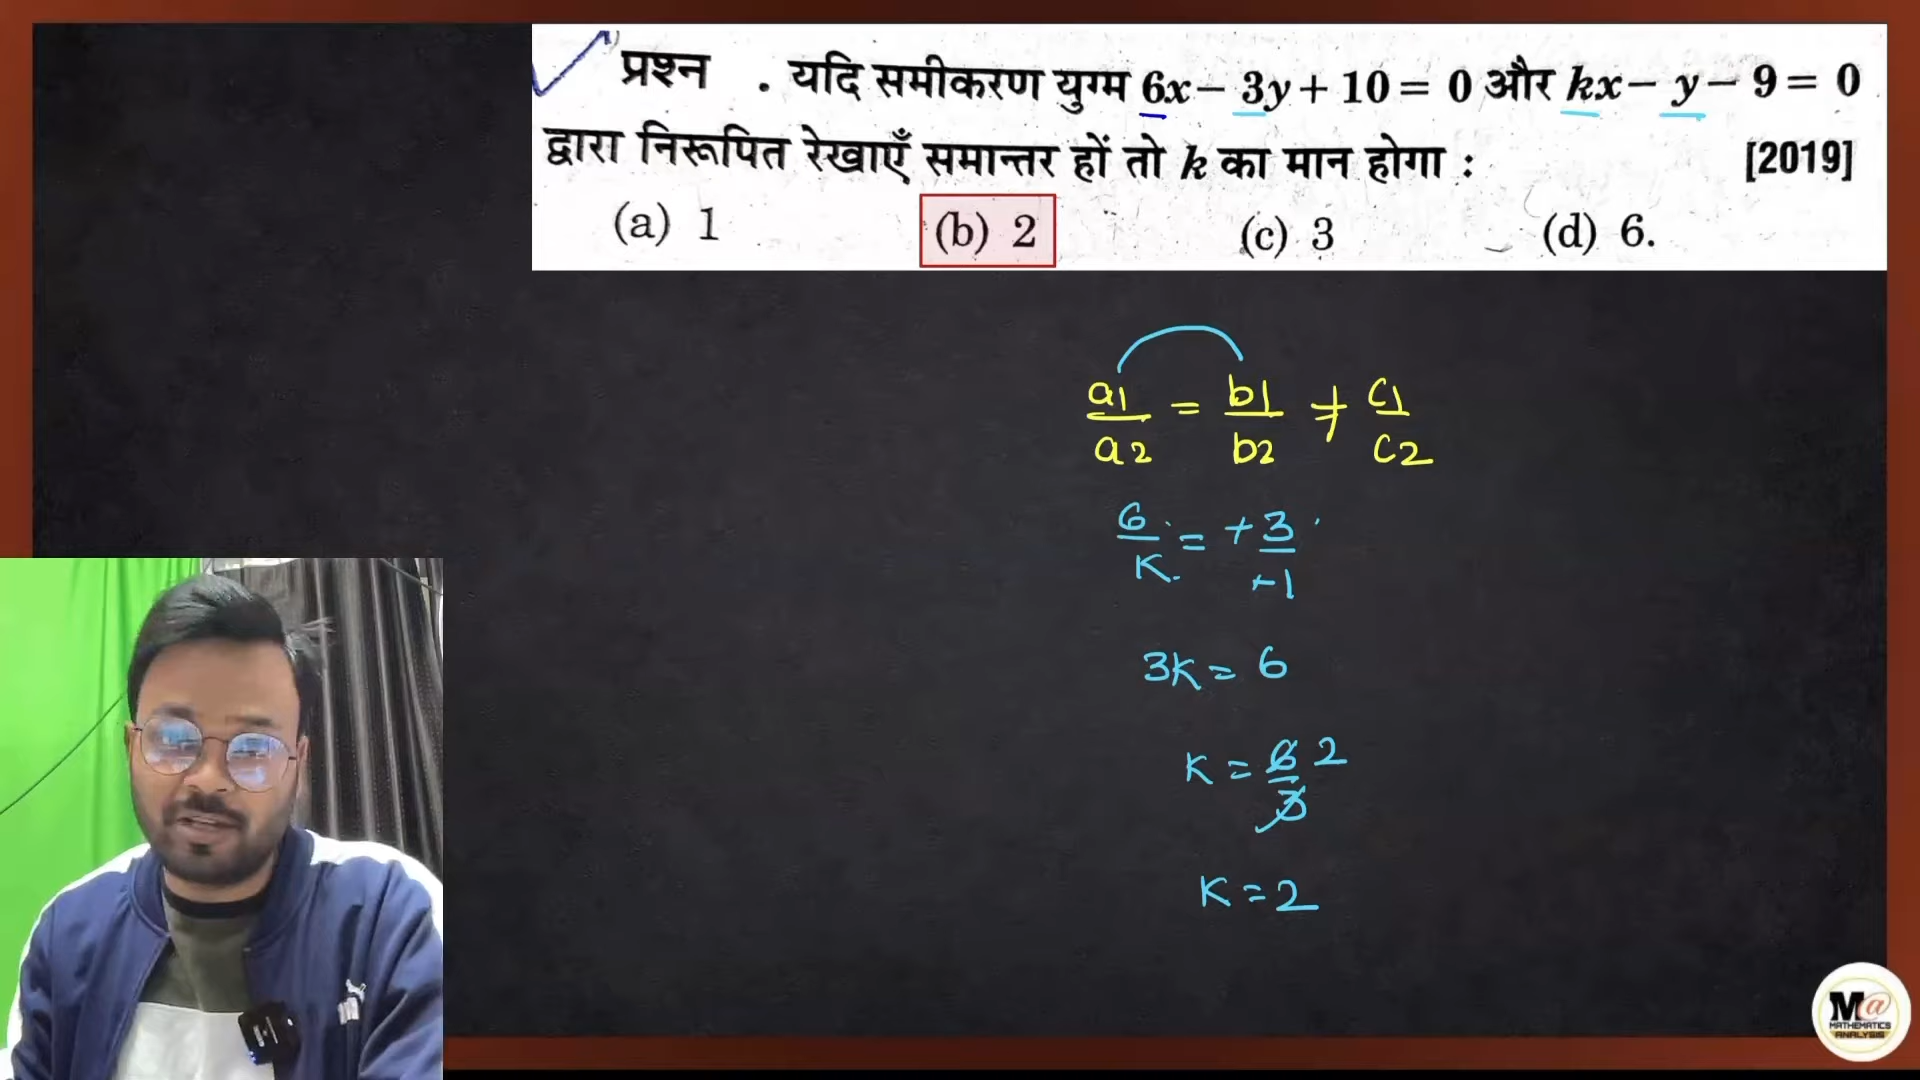 प्रश्न . यदि समीकरण युग्म 6x − 3y + 10 = 0 और kx − y − 9 = 0
द्वारा निरूपित रेखाएँ समान्तर हों तो k का मान होगा : [2019]
(a) 1 (b) 2 (c) 3 (d) 6.
a1/a2 = b1/b2 ≠ c1/c2
6/K = +3/+1
3K = 6
K = 6/3 2
K = 2
M@
MATHEMATICS
ANALYSIS